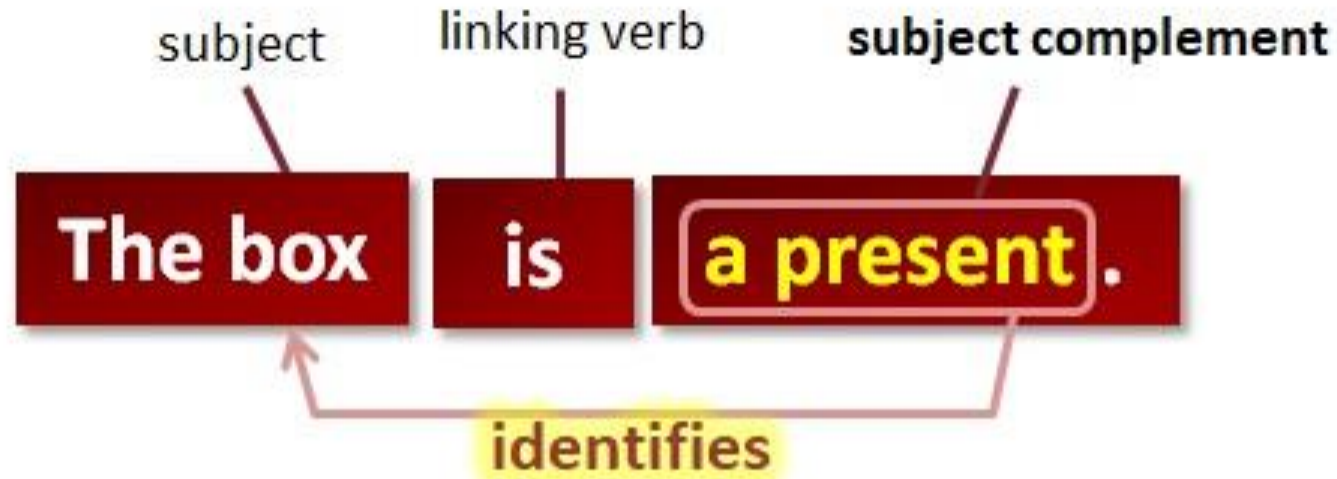 subject linking verb subject complement
The box is a present.
identifies